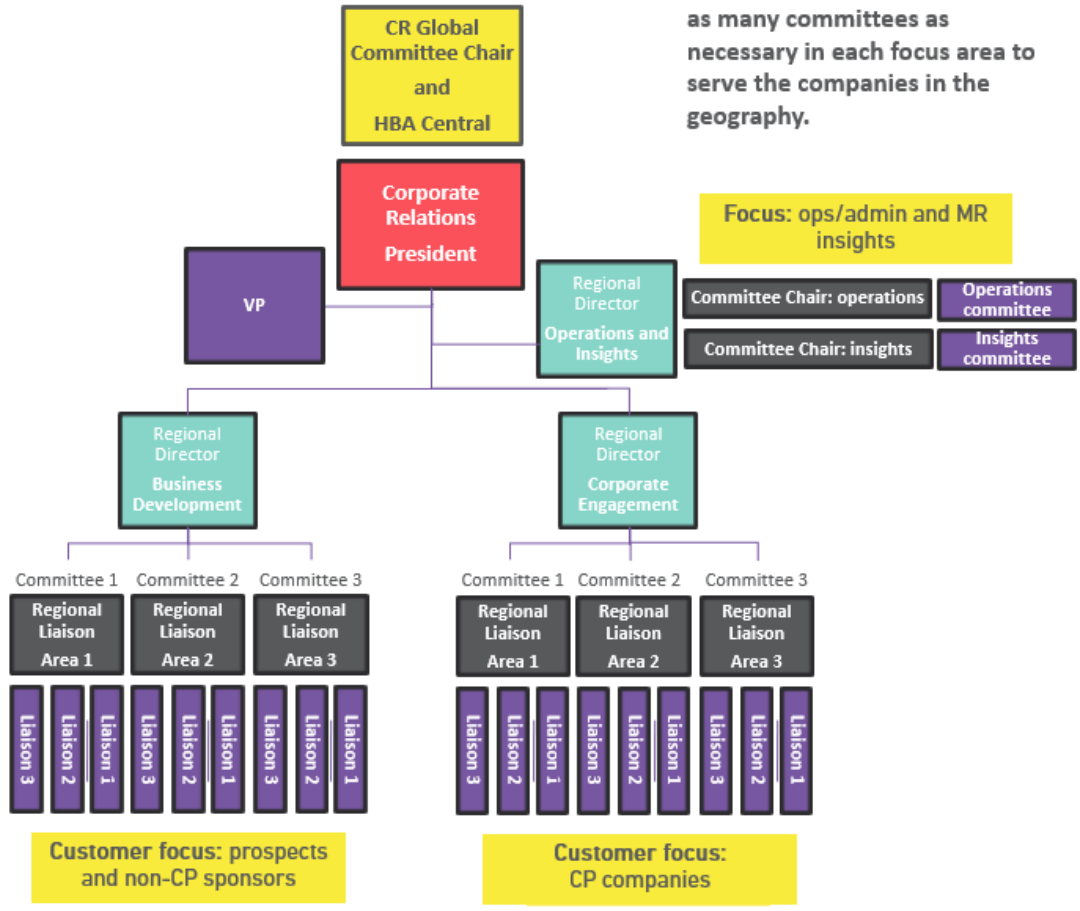 CR Global
Committee Chair
and
HBA Central
as many committees as
necessary in each focus area to
serve the companies in the
geography.
Corporate
Relations
President
Focus: ops/admin and MR
insights
VP
Regional
Director
Operations and
Insights
Committee Chair: operations
Operations
committee
Committee Chair: insights
Insights
committee
Regional
Director
Business
Development
Regional
Director
Corporate
Engagement
Committee 1
Committee 2
Committee 3
Regional
Liaison
Area 1
Regional
Liaison
Area 2
Regional
Liaison
Area 3
Liaison 3
Liaison 2
Liaison 1
Liaison 3
Liaison 2
Liaison 1
Liaison 3
Liaison 2
Liaison 1
Customer focus: prospects
and non-CP sponsors
Committee 1
Committee 2
Committee 3
Regional
Liaison
Area 1
Regional
Liaison
Area 2
Regional
Liaison
Area 3
Liaison 3
Liaison 2
Liaison 1
Liaison 3
Liaison 2
Liaison 1
Liaison 3
Liaison 2
Liaison 1
Customer focus:
CP companies